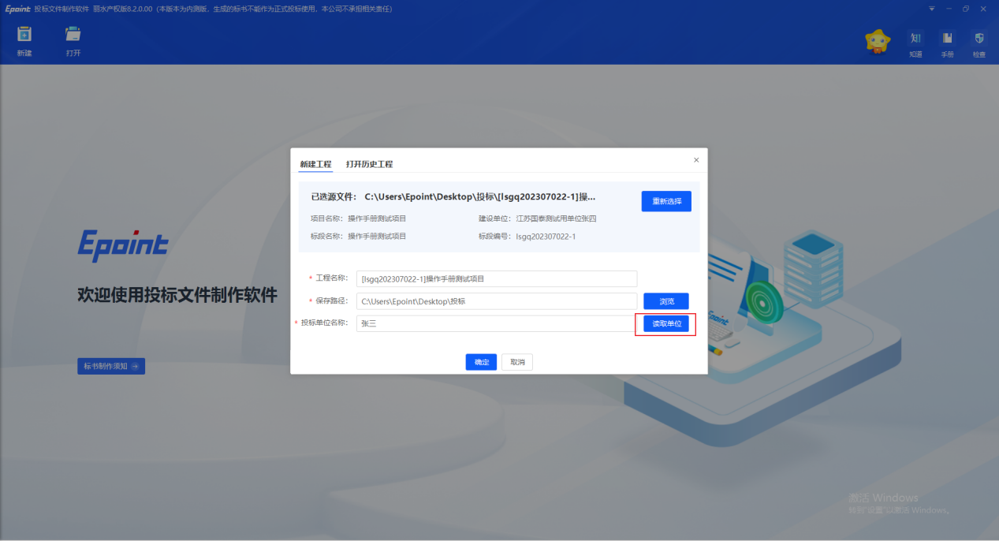 Epoint 投标文件制作软件 丽水产权版8.2.0.00（本版本为内测版，生成的标书不能作为正式投标使用，本公司不承担相关责任）
新建
打开
知
知道
手册
检查
新建工程
打开历史工程
已选源文件： C:\Users\Epoint\Desktop\投标\[lsgq202307022-1]操...
重新选择
项目名称： 操作手册测试项目
建设单位： 江苏国泰测试用单位张四
标段名称： 操作手册测试项目
标段编号： lsgq202307022-1
* 工程名称： [lsgq202307022-1]操作手册测试项目
* 保存路径： C:\Users\Epoint\Desktop\投标
浏览
* 投标单位名称： 张三
读取单位
确定
取消
Epoint
欢迎使用投标文件制作软件
标书制作须知
Epoint
激活 Windows
转到"设置"以激活 Windows。